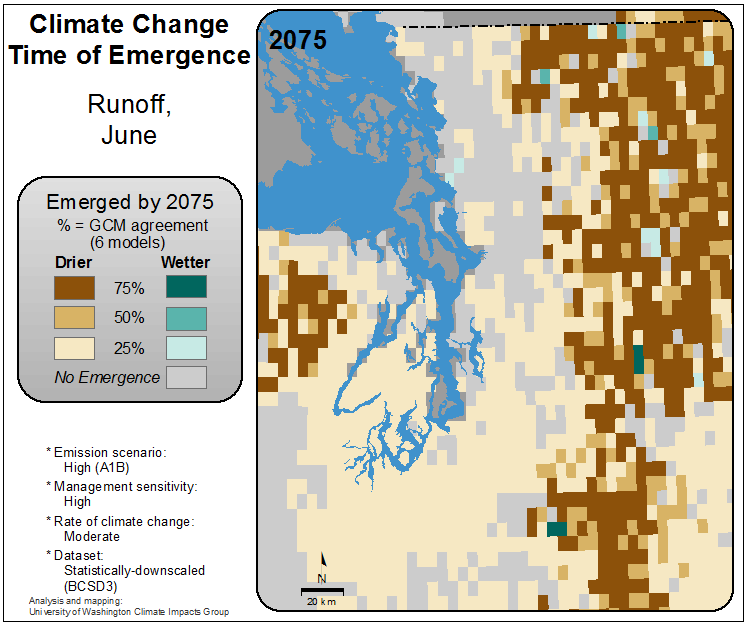 Climate Change
Time of Emergence
Runoff,
June
Emerged by 2075
% = GCM agreement
(6 models)
Drier
Wetter
75%
50%
25%
No Emergence
* Emission scenario:
High (A1B)
* Management sensitivity:
High
* Rate of climate change:
Moderate
* Dataset:
Statistically-downscaled
(BCSD3)
Analysis and mapping:
University of Washington Climate Impacts Group
2075
N
20 km